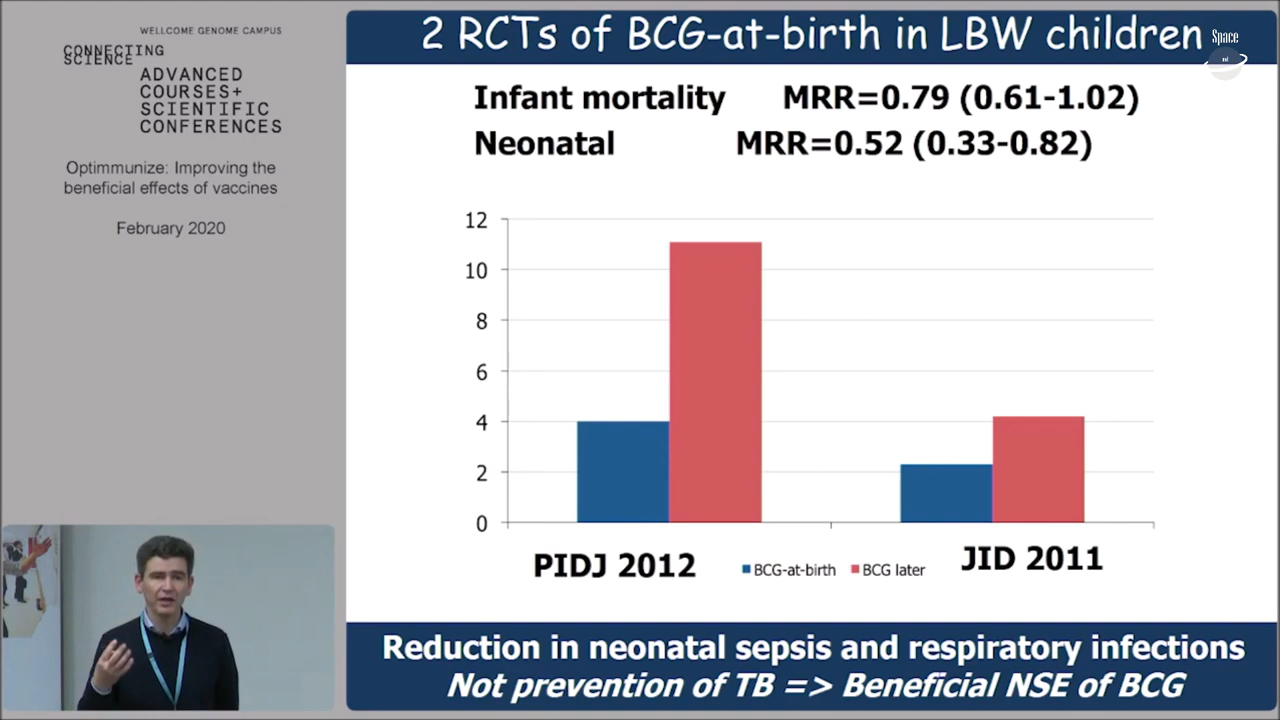 WELLCOME GENOME CAMPUS
CONNECTING
SCIENCE
ADVANCED
COURSES+
SCIENTIFIC
CONFERENCES
Optimmunize: Improving the
beneficial effects of vaccines
February 2020
2 RCTs of BCG-at-birth in LBW children
Space
Infant mortality MRR=0.79 (0.61-1.02)
Neonatal MRR=0.52 (0.33-0.82)
12
10
8
6
4
2
0
PIDJ 2012
BCG-at-birth BCG later
JID 2011
Reduction in neonatal sepsis and respiratory infections
Not prevention of TB => Beneficial NSE of BCG